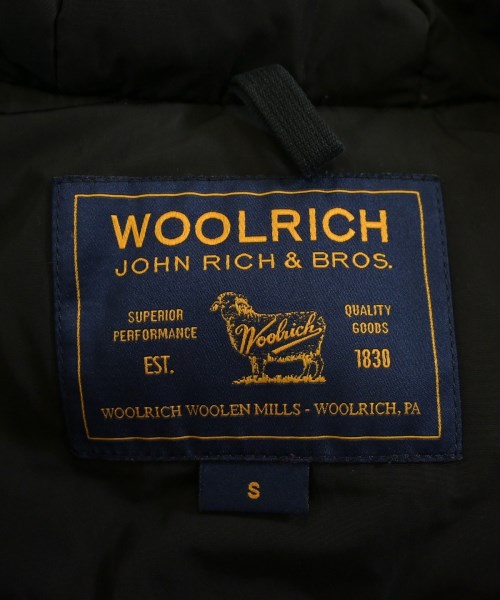 WOOLRICH
JOHN RICH & BROS.
SUPERIOR
PERFORMANCE
EST.
Woolrich
QUALITY
GOODS
1830
WOOLRICH WOOLEN MILLS - WOOLRICH, PA
S